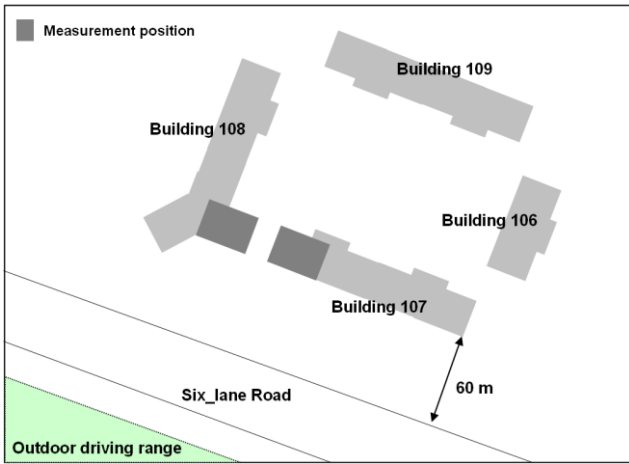 Measurement position
Building 109
Building 108
Building 106
Building 107
60 m
Six_lane Road
Outdoor driving range